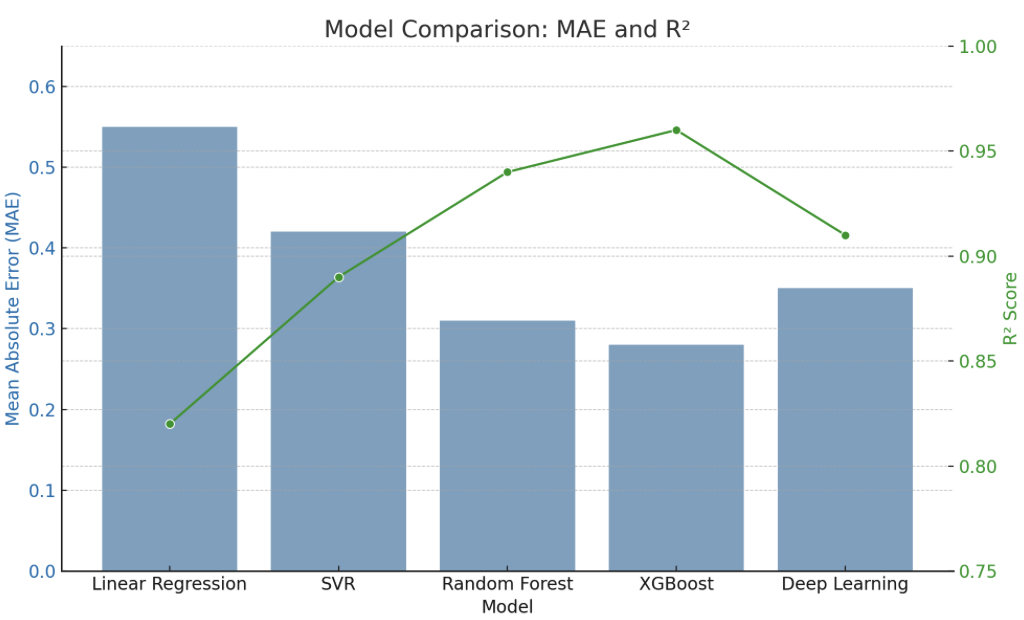 Model Comparison: MAE and R²
Mean Absolute Error (MAE)
0.6
0.5
0.4
0.3
0.2
0.1
0.0
1.00
0.95
0.90
0.85
0.80
0.75
R² Score
Linear Regression
SVR
Random Forest
XGBoost
Deep Learning
Model